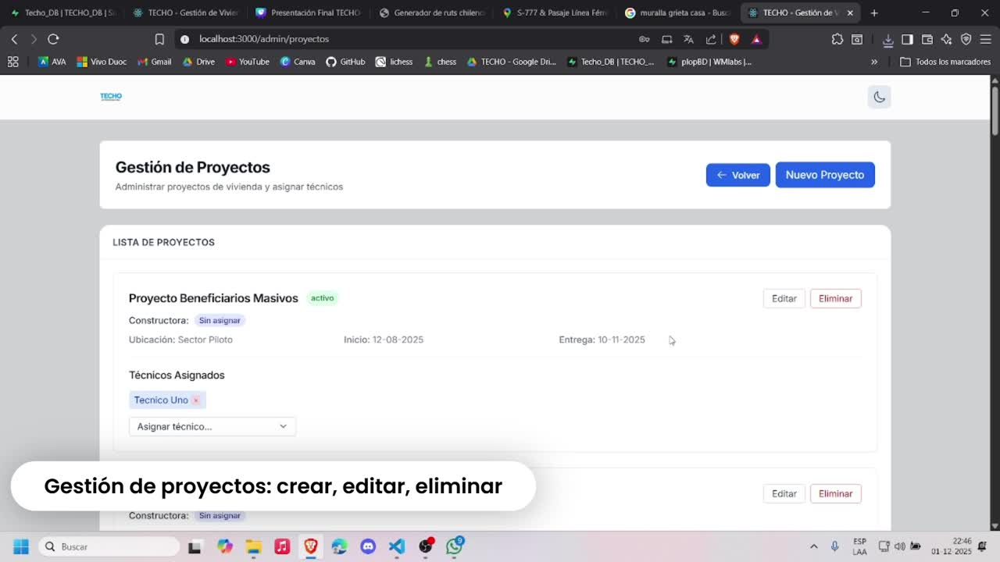 Techo_DB | TECHO_DB | S
TECHO - Gestión de Vivien
Presentación Final TECHO
Generador de ruts chileno
S-777 & Pasaje Línea Férre
muralla grieta casa - Busca
TECHO - Gestión de V
localhost:3000/admin/proyectos
AVA
Vivo Duoc
Gmail
Drive
YouTube
Canva
GitHub
lichess
chess
TECHO - Google Dri...
Techo_DB | TECHO_...
plopBD | WMlabs |...
Todos los marcadores
TECHO
Gestión de Proyectos
Administrar proyectos de vivienda y asignar técnicos
← Volver
Nuevo Proyecto
LISTA DE PROYECTOS
Proyecto Beneficiarios Masivos activo
Editar
Eliminar
Constructora: Sin asignar
Ubicación: Sector Piloto
Inicio: 12-08-2025
Entrega: 10-11-2025
Técnicos Asignados
Tecnico Uno ×
Asignar técnico...
Gestión de proyectos: crear, editar, eliminar
Editar
Eliminar
Constructora: Sin asignar
Buscar
9
ESP
LAA
22:46
01-12-2025